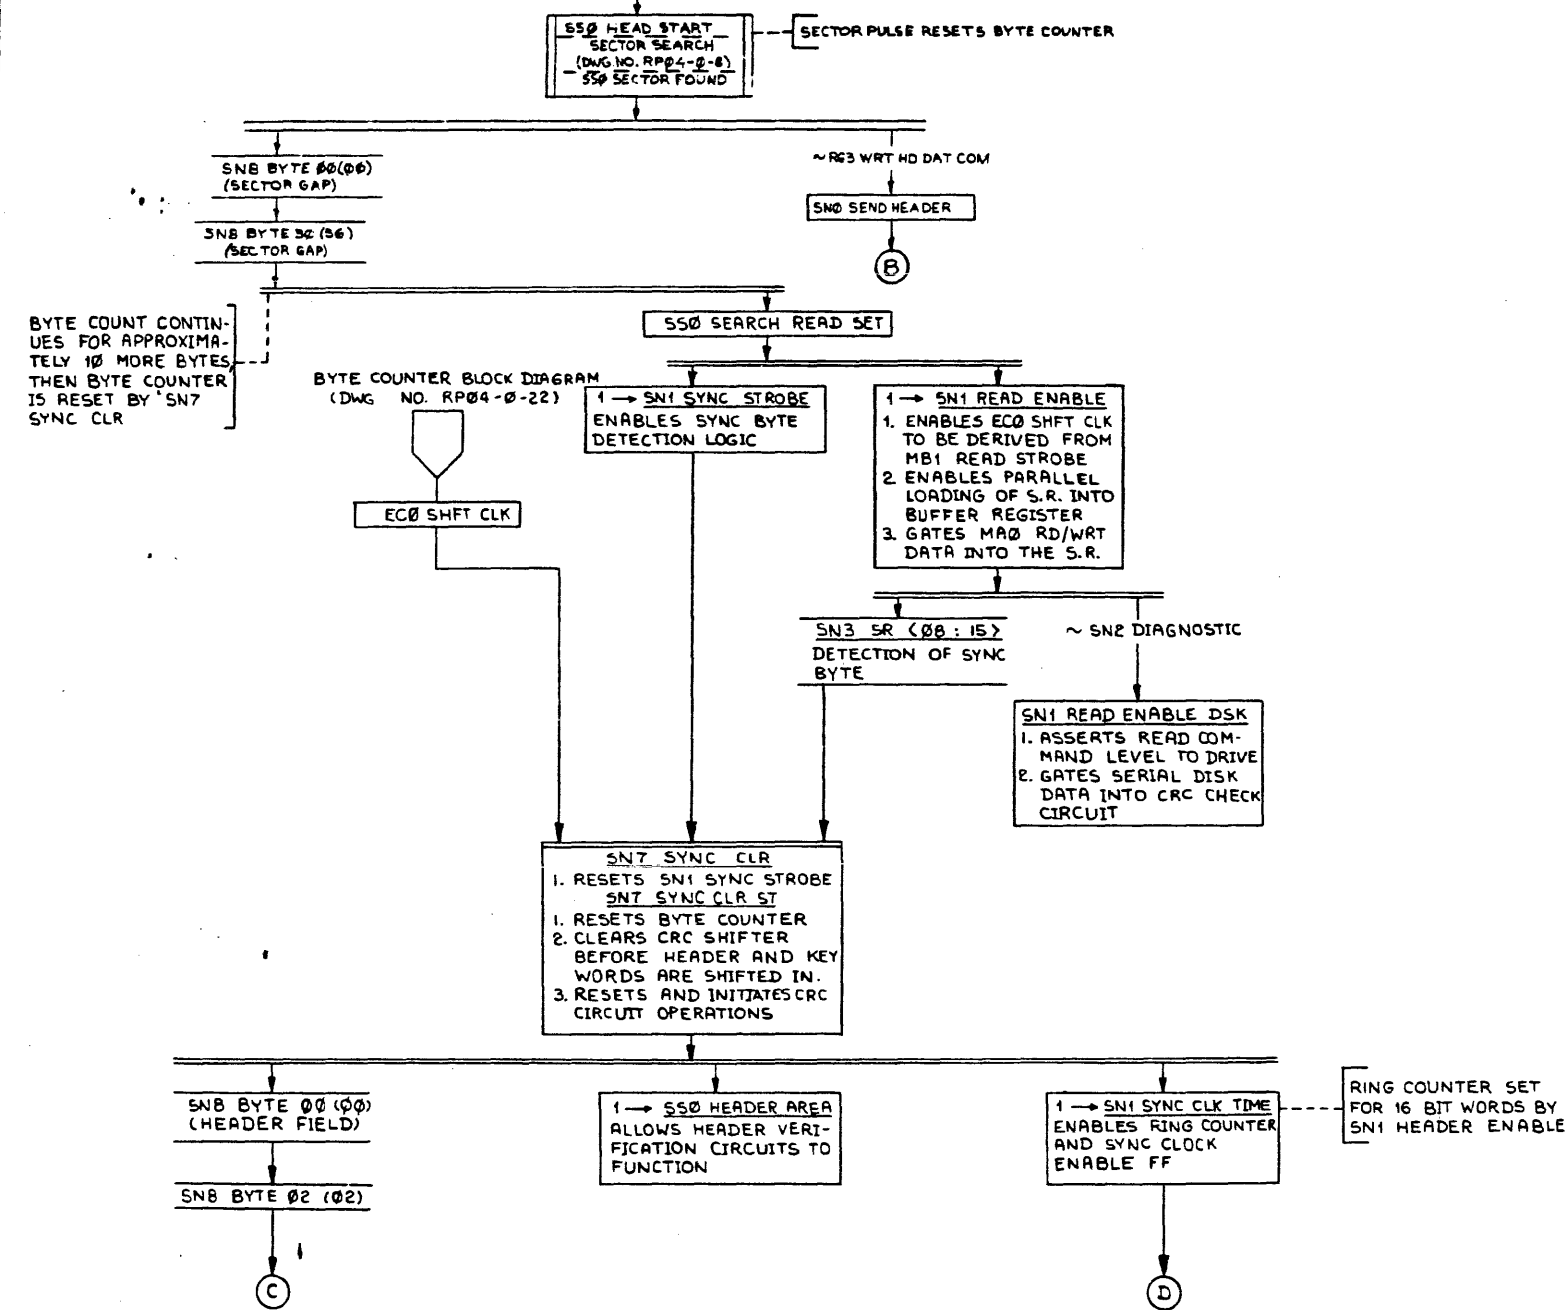 SSØ HEAD START
SECTOR SEARCH
(DWG. NO. RPØ4-Ø-8)
SSØ SECTOR FOUND
SECTOR PULSE RESETS BYTE COUNTER
SN8 BYTE ØØ(ØØ)
(SECTOR GAP)
~RG3 WRT HD DAT COM
SNØ SEND HEADER
B
SN8 BYTE (36)
(SECTOR GAP)
BYTE COUNT CONTIN-
UES FOR APPROXIMA-
TELY 1Ø MORE BYTES,
THEN BYTE COUNTER
IS RESET BY SN7
SYNC CLR
SSØ SEARCH READ SET
BYTE COUNTER BLOCK DIAGRAM
(DWG NO. RPØ4-Ø-22)
ECØ SHFT CLK
1 → SN1 SYNC STROBE
ENABLES SYNC BYTE
DETECTION LOGIC
1 → SN1 READ ENABLE
1. ENABLES ECØ SHFT CLK
TO BE DERIVED FROM
MB1 READ STROBE
2. ENABLES PARALLEL
LOADING OF S.R. INTO
BUFFER REGISTER
3. GATES MAØ RD/WRT
DATA INTO THE S.R.
SN3 SR <Ø8 : 15>
DETECTION OF SYNC
BYTE
~ SN2 DIAGNOSTIC
SN1 READ ENABLE DSK
1. ASSERTS READ COM-
MAND LEVEL TO DRIVE
2. GATES SERIAL DISK
DATA INTO CRC CHECK
CIRCUIT
SN7 SYNC CLR
1. RESETS SN1 SYNC STROBE
SN7 SYNC CLR ST
1. RESETS BYTE COUNTER
2. CLEARS CRC SHIFTER
BEFORE HEADER AND KEY
WORDS ARE SHIFTED IN.
3. RESETS AND INITIATES CRC
CIRCUIT OPERATIONS
SN8 BYTE ØØ (ØØ)
(HEADER FIELD)
SN8 BYTE Ø2 (Ø2)
C
1 → SSØ HEADER AREA
ALLOWS HEADER VERI-
FICATION CIRCUITS TO
FUNCTION
1 → SN1 SYNC CLK TIME
ENABLES RING COUNTER
AND SYNC CLOCK
ENABLE FF
RING COUNTER SET
FOR 16 BIT WORDS BY
SN1 HEADER ENABLE
D